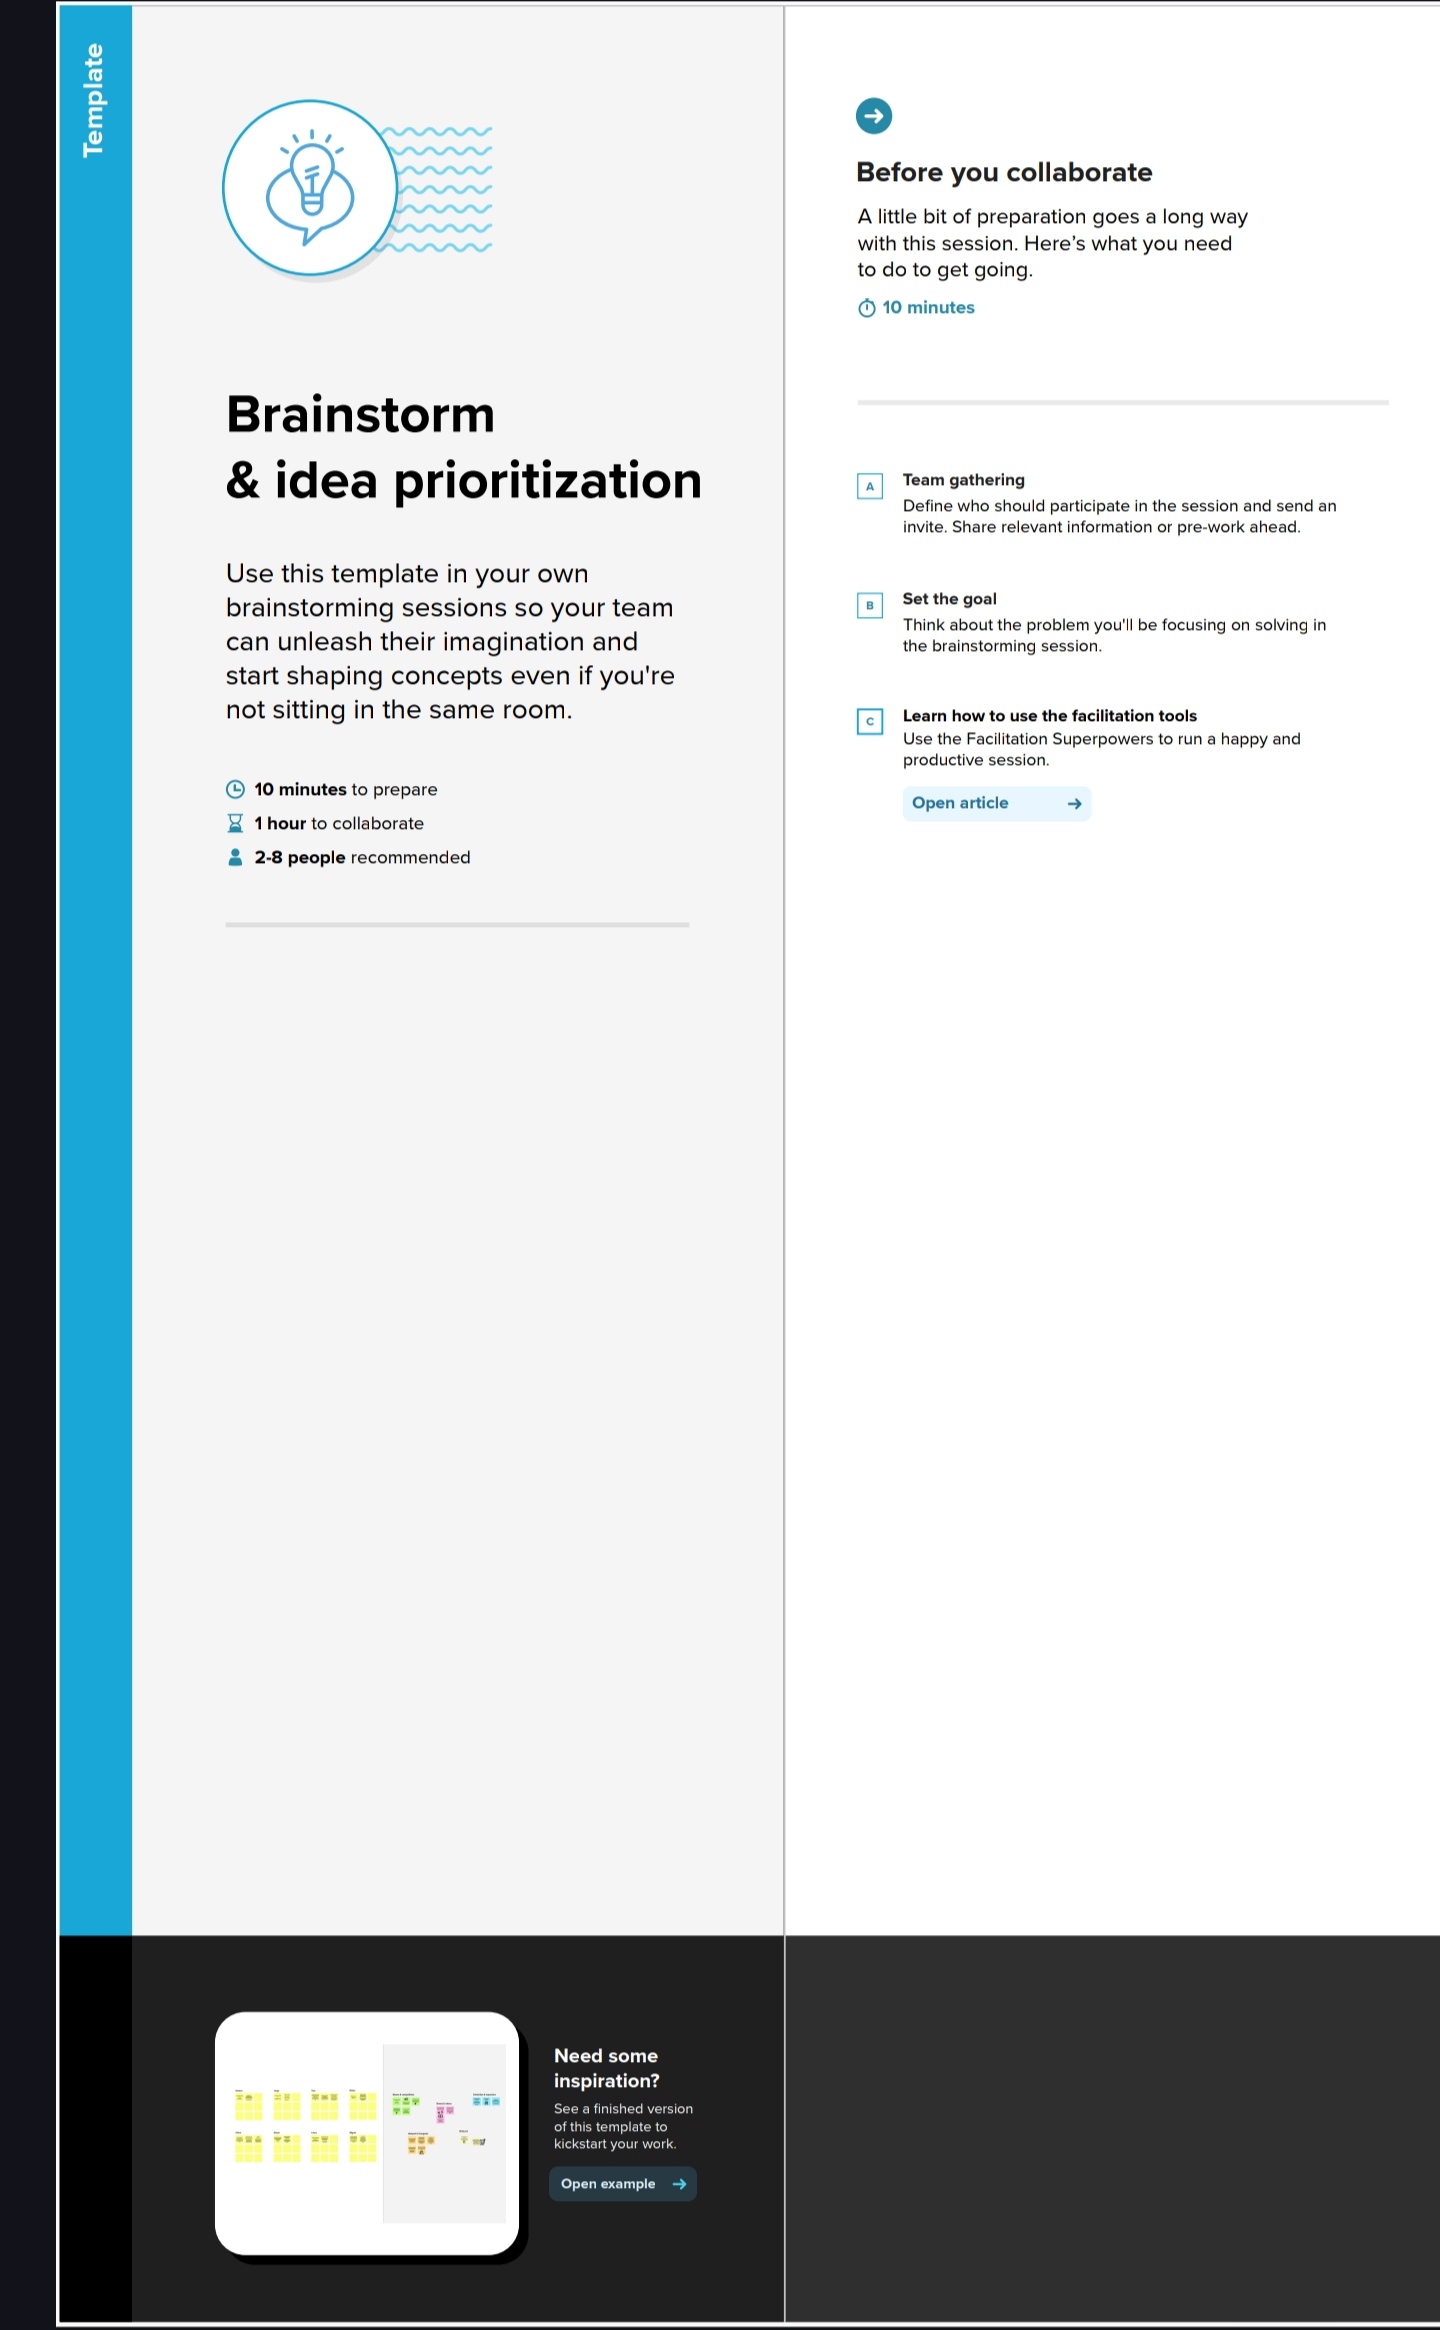 Template
Brainstorm
& idea prioritization
Use this template in your own
brainstorming sessions so your team
can unleash their imagination and
start shaping concepts even if you're
not sitting in the same room.
10 minutes to prepare
1 hour to collaborate
2-8 people recommended
Before you collaborate
A little bit of preparation goes a long way
with this session. Here’s what you need
to do to get going.
10 minutes
A
Team gathering
Define who should participate in the session and send an
invite. Share relevant information or pre-work ahead.
B
Set the goal
Think about the problem you'll be focusing on solving in
the brainstorming session.
C
Learn how to use the facilitation tools
Use the Facilitation Superpowers to run a happy and
productive session.
Open article
Need some
inspiration?
See a finished version
of this template to
kickstart your work.
Open example